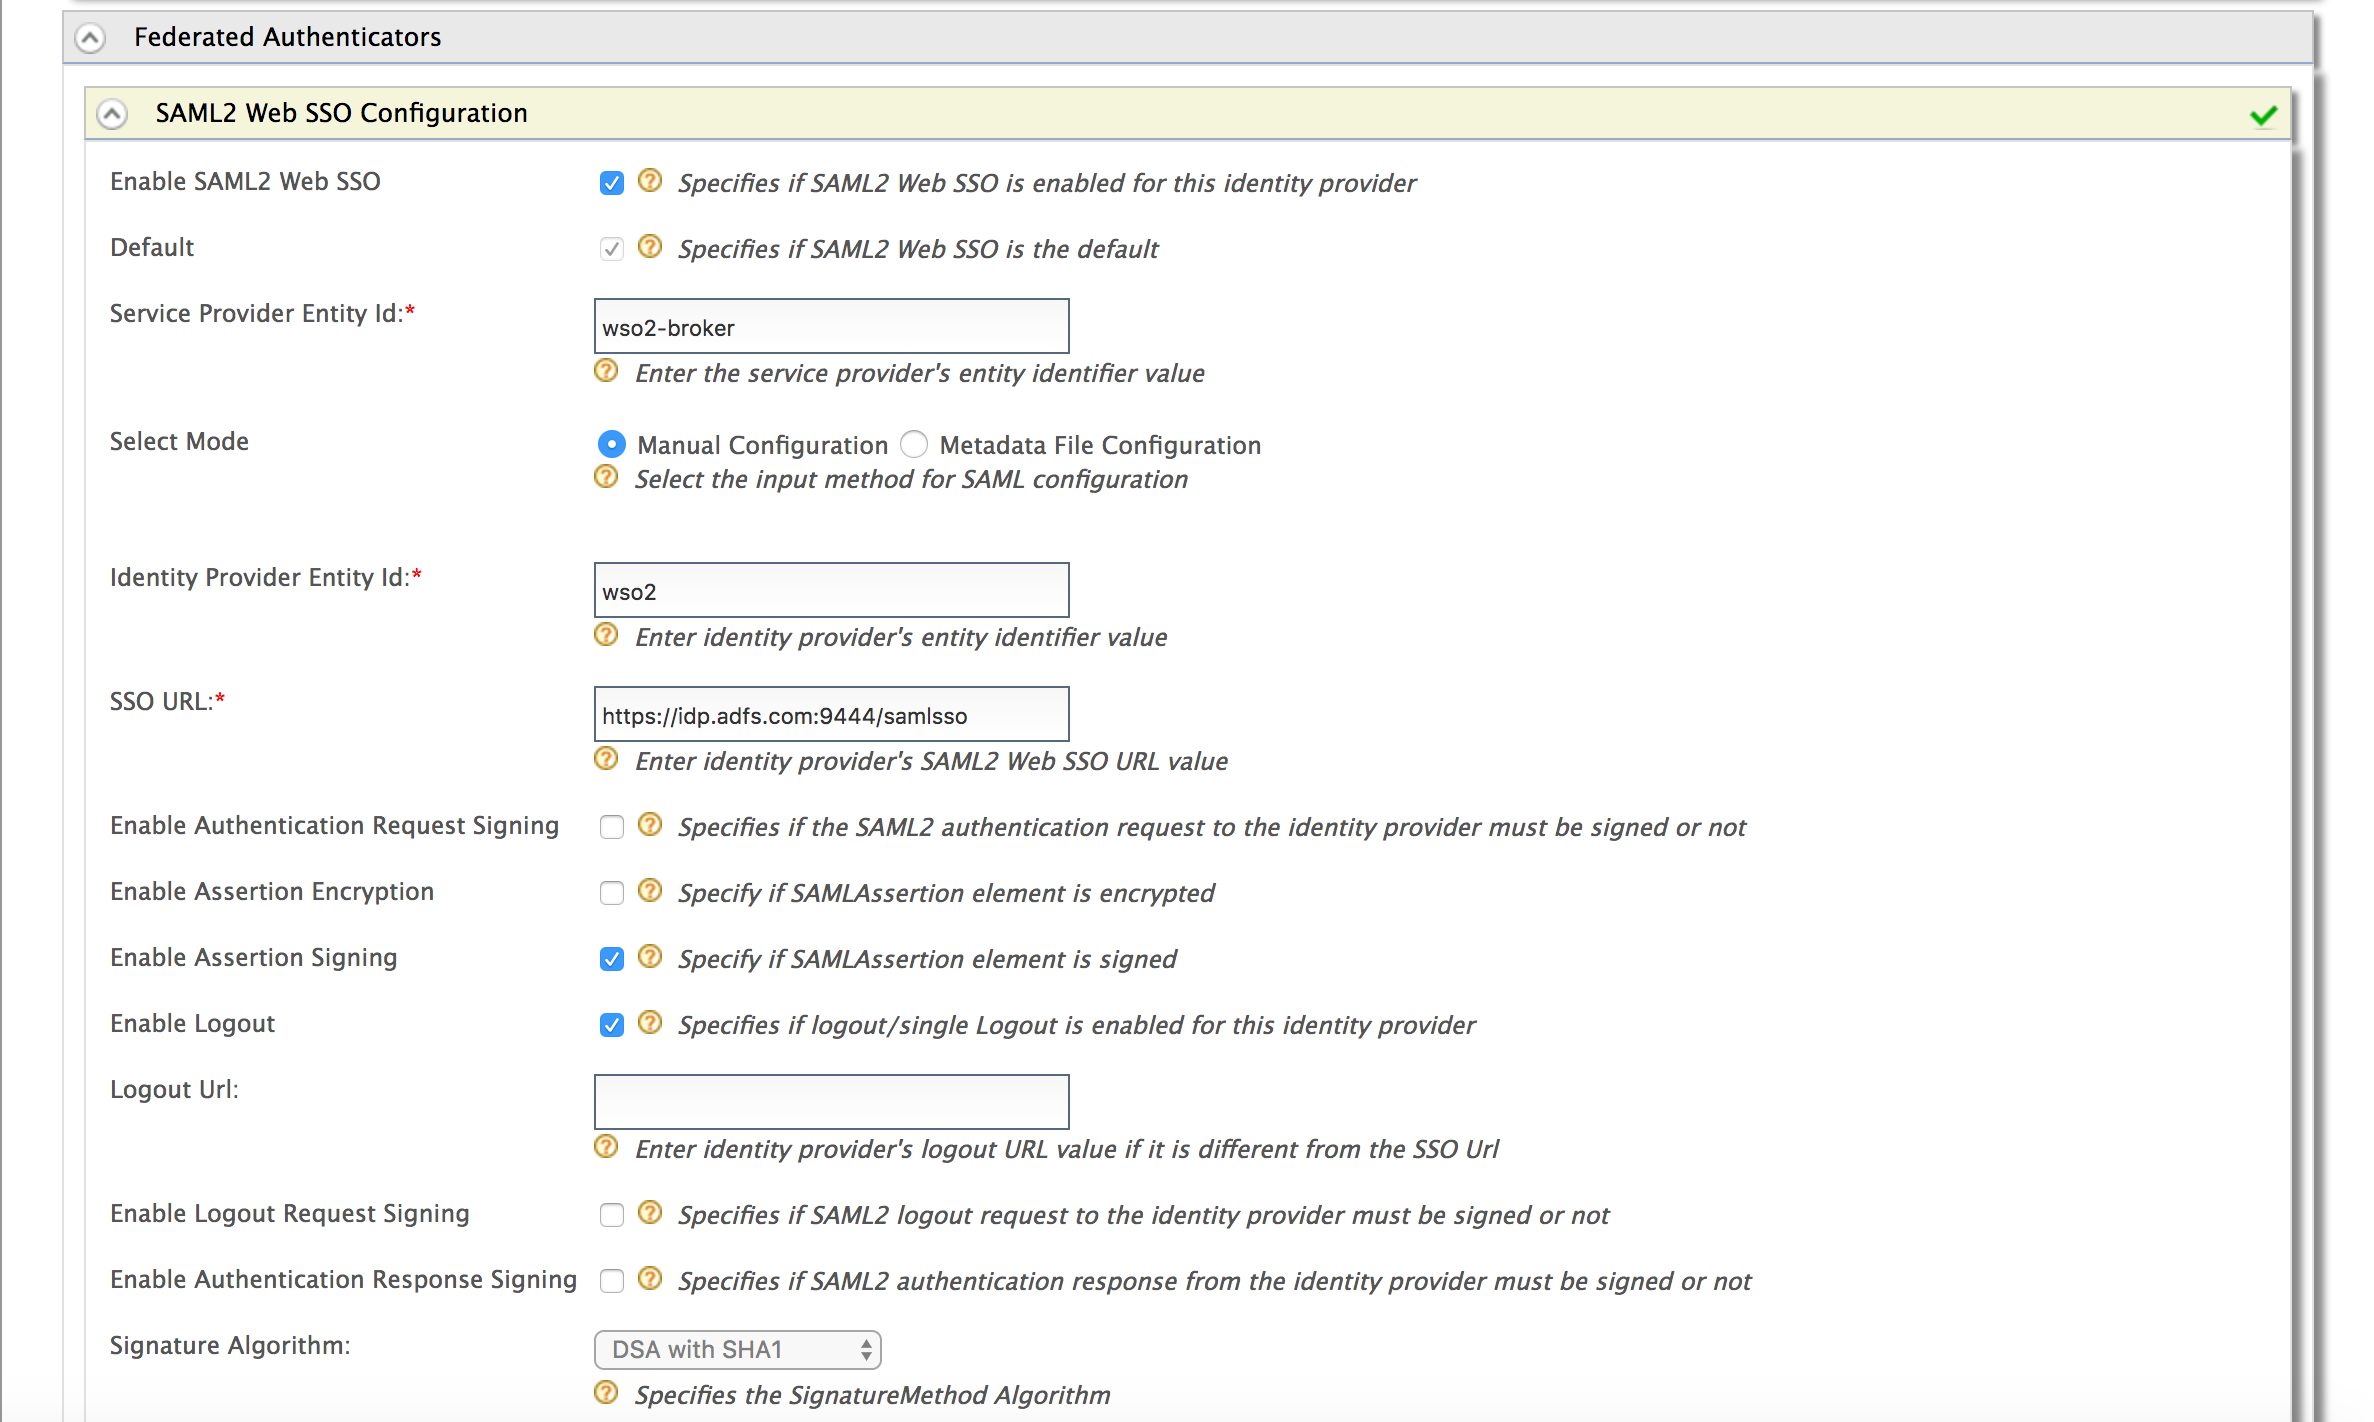 Federated Authenticators
SAML2 Web SSO Configuration
Enable SAML2 Web SSO Specifies if SAML2 Web SSO is enabled for this identity provider
Default Specifies if SAML2 Web SSO is the default
Service Provider Entity Id:* wso2-broker
Enter the service provider's entity identifier value
Select Mode Manual Configuration Metadata File Configuration
Select the input method for SAML configuration
Identity Provider Entity Id:* wso2
Enter identity provider's entity identifier value
SSO URL:* https://idp.adfs.com:9444/samlsso
Enter identity provider's SAML2 Web SSO URL value
Enable Authentication Request Signing Specifies if the SAML2 authentication request to the identity provider must be signed or not
Enable Assertion Encryption Specify if SAMLAssertion element is encrypted
Enable Assertion Signing Specify if SAMLAssertion element is signed
Enable Logout Specifies if logout/single Logout is enabled for this identity provider
Logout Url:
Enter identity provider's logout URL value if it is different from the SSO Url
Enable Logout Request Signing Specifies if SAML2 logout request to the identity provider must be signed or not
Enable Authentication Response Signing Specifies if SAML2 authentication response from the identity provider must be signed or not
Signature Algorithm: DSA with SHA1
Specifies the SignatureMethod Algorithm